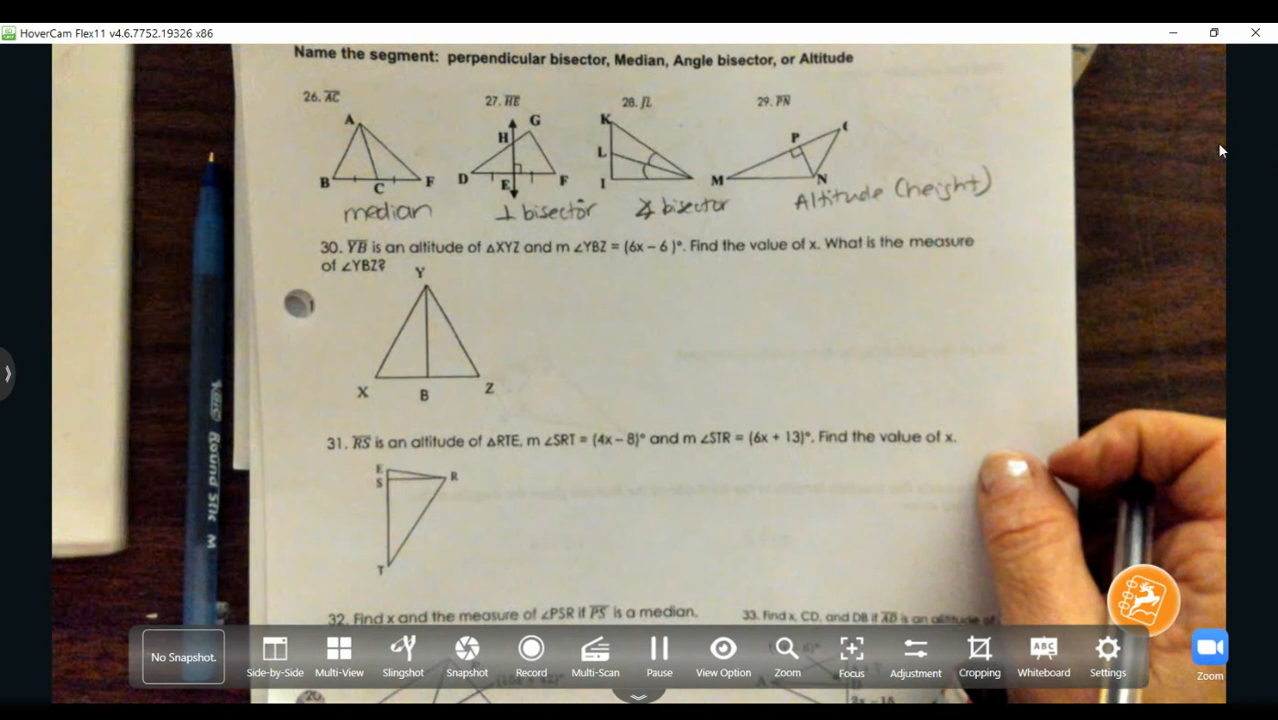 HoverCam Flex11 v4.6.7752.19326 x86
Name the segment: perpendicular bisector, Median, Angle bisector, or Altitude
26. AC
27. HE
28. JL
29. PN
A
B
C
F
median
H
G
D
E
F
⊥ bisector
K
L
I
∡ bisector
P
M
N
Altitude (height)
30. YB is an altitude of △XYZ and m ∠YBZ = (6x – 6 )°. Find the value of x. What is the measure
of ∠YBZ?
Y
X
B
Z
31. RS is an altitude of △RTE, m ∠SRT = (4x – 8)° and m ∠STR = (6x + 13)°. Find the value of x.
E
S
R
T
32. Find x and the measure of ∠PSR if PS is a median.
33. Find x, CD, and DB if AD is an altitude of
No Snapshot.
Side-by-Side
Multi-View
Slingshot
Snapshot
Record
Multi-Scan
Pause
View Option
Zoom
Focus
Adjustment
Cropping
ABC
Whiteboard
Settings
Zoom